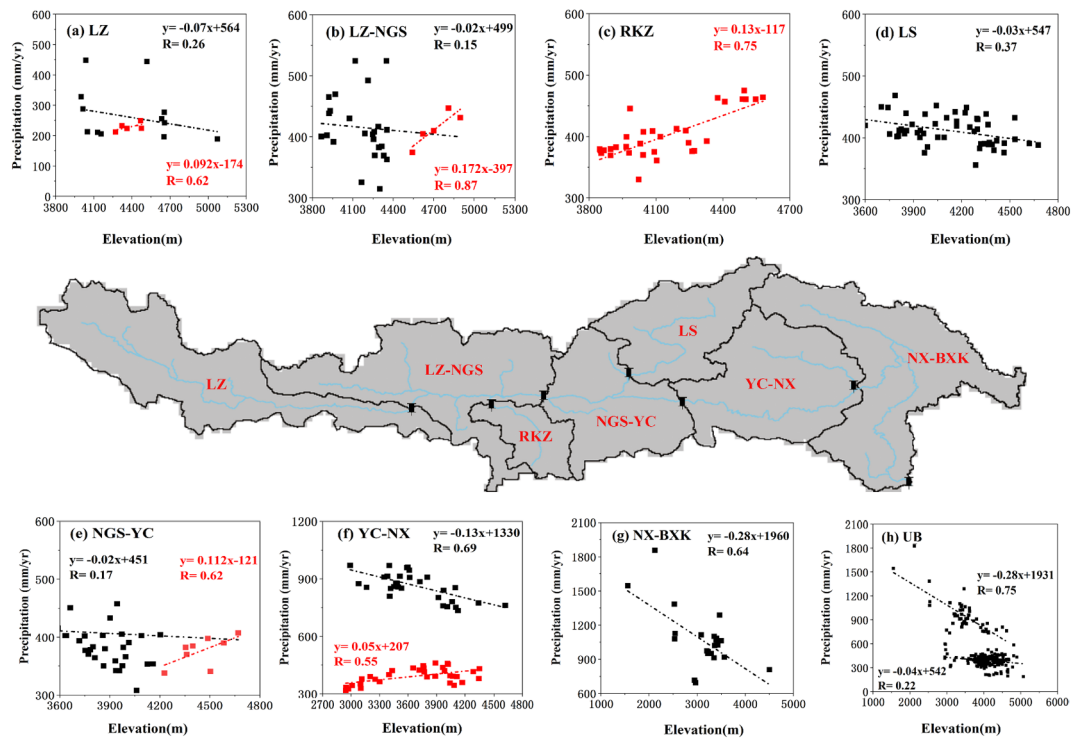 (a) LZ
y= -0.07x+564
R= 0.26
y= 0.092x-174
R= 0.62
Precipitation (mm/yr)
600
500
400
300
200
100
0
3800
4300
4800
5300
Elevation(m)
(b) LZ-NGS
y= -0.02x+499
R= 0.15
y= 0.172x-397
R= 0.87
Precipitation (mm/yr)
600
500
400
300
3700
4100
4500
4900
5300
Elevation(m)
(c) RKZ
y= 0.13x-117
R= 0.75
Precipitation (mm/yr)
600
500
400
300
3500
4100
4700
Elevation(m)
(d) LS
y= -0.03x+547
R= 0.37
Precipitation (mm/yr)
600
500
400
300
3600
3900
4200
4500
4800
Elevation(m)
LZ
LZ-NGS
RKZ
NGS-YC
LS
YC-NX
NX-BXK
(e) NGS-YC
y= -0.02x+451
R= 0.17
y= 0.112x-121
R= 0.62
Precipitation (mm/yr)
600
500
400
300
3600
3900
4200
4500
4800
Elevation(m)
(f) YC-NX
y= -0.13x+1330
R= 0.69
y= 0.05x+207
R= 0.55
Precipitation (mm/yr)
1200
900
600
300
2700
3000
3300
3600
3900
4200
4500
4800
Elevation(m)
(g) NX-BXK
y= -0.28x+1960
R= 0.64
Precipitation (mm/yr)
2100
1800
1500
1200
900
600
1000
2000
3000
4000
5000
Elevation(m)
(h) UB
y= -0.28x+1931
R= 0.75
y= -0.04x+542
R= 0.22
Precipitation (mm/yr)
2100
1800
1500
1200
900
600
300
0
1000
2000
3000
4000
5000
6000
Elevation(m)